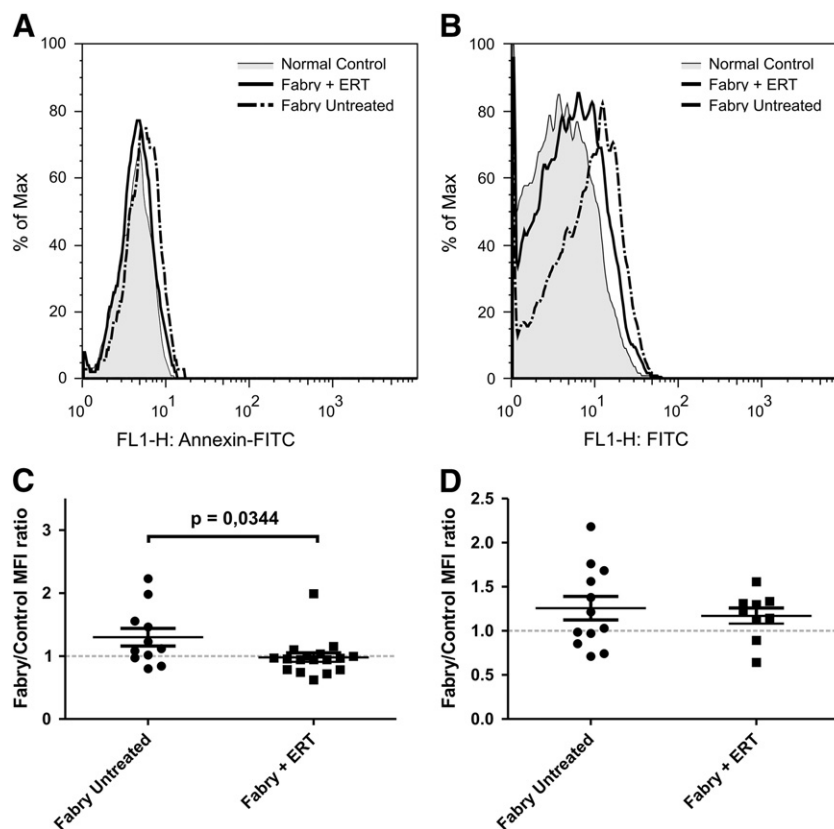 A
100
80
60
40
20
0
% of Max
Normal Control
Fabry + ERT
Fabry Untreated
10^0
10^1
10^2
10^3
FL1-H: Annexin-FITC
B
100
80
60
40
20
0
% of Max
Normal Control
Fabry + ERT
Fabry Untreated
10^0
10^1
10^2
10^3
FL1-H: FITC
C
Fabry/Control MFI ratio
3
2
1
0
p = 0,0344
Fabry Untreated
Fabry + ERT
D
Fabry/Control MFI ratio
2.5
2.0
1.5
1.0
0.5
0.0
Fabry Untreated
Fabry + ERT